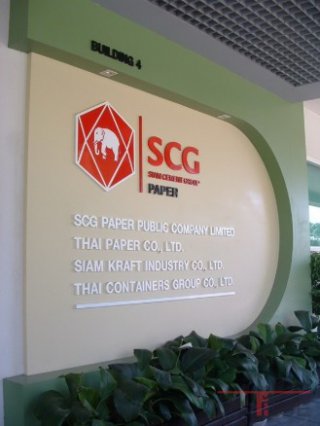 BUILDING 4
SCG
SIAM CEMENT GROUP
PAPER
SCG PAPER PUBLIC COMPANY LIMITED
THAI PAPER CO., LTD.
SIAM KRAFT INDUSTRY CO., LTD.
THAI CONTAINERS GROUP CO., LTD.